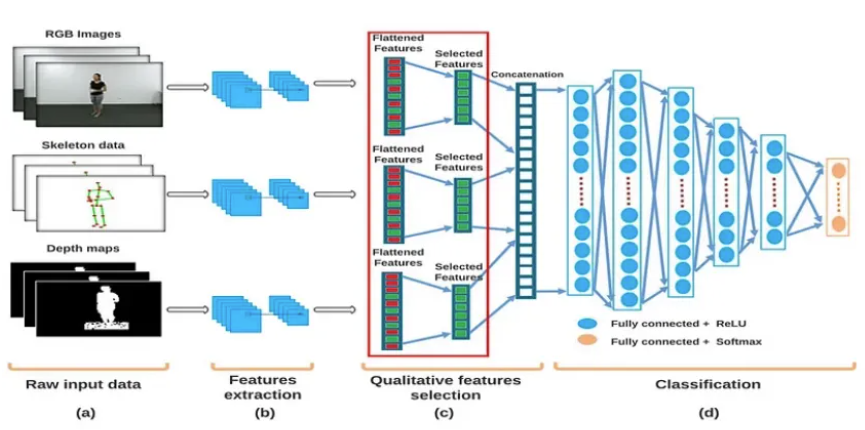 RGB Images
Skeleton data
Depth maps
Flattened
Features
Selected
Features
Flattened
Features
Selected
Features
Flattened
Features
Selected
Features
Concatenation
Fully connected + ReLU
Fully connected + Softmax
Raw input data
(a)
Features
extraction
(b)
Qualitative features
selection
(c)
Classification
(d)